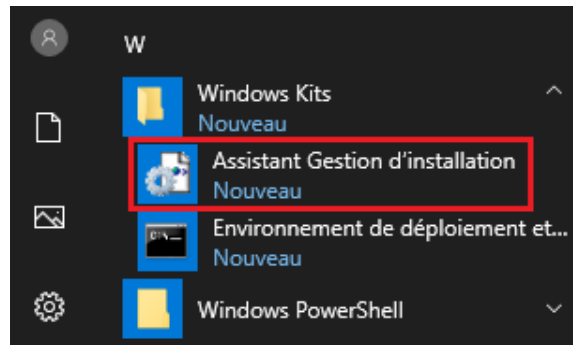 W
Windows Kits
Nouveau
Assistant Gestion d'installation
Nouveau
Environnement de déploiement et...
Nouveau
Windows PowerShell